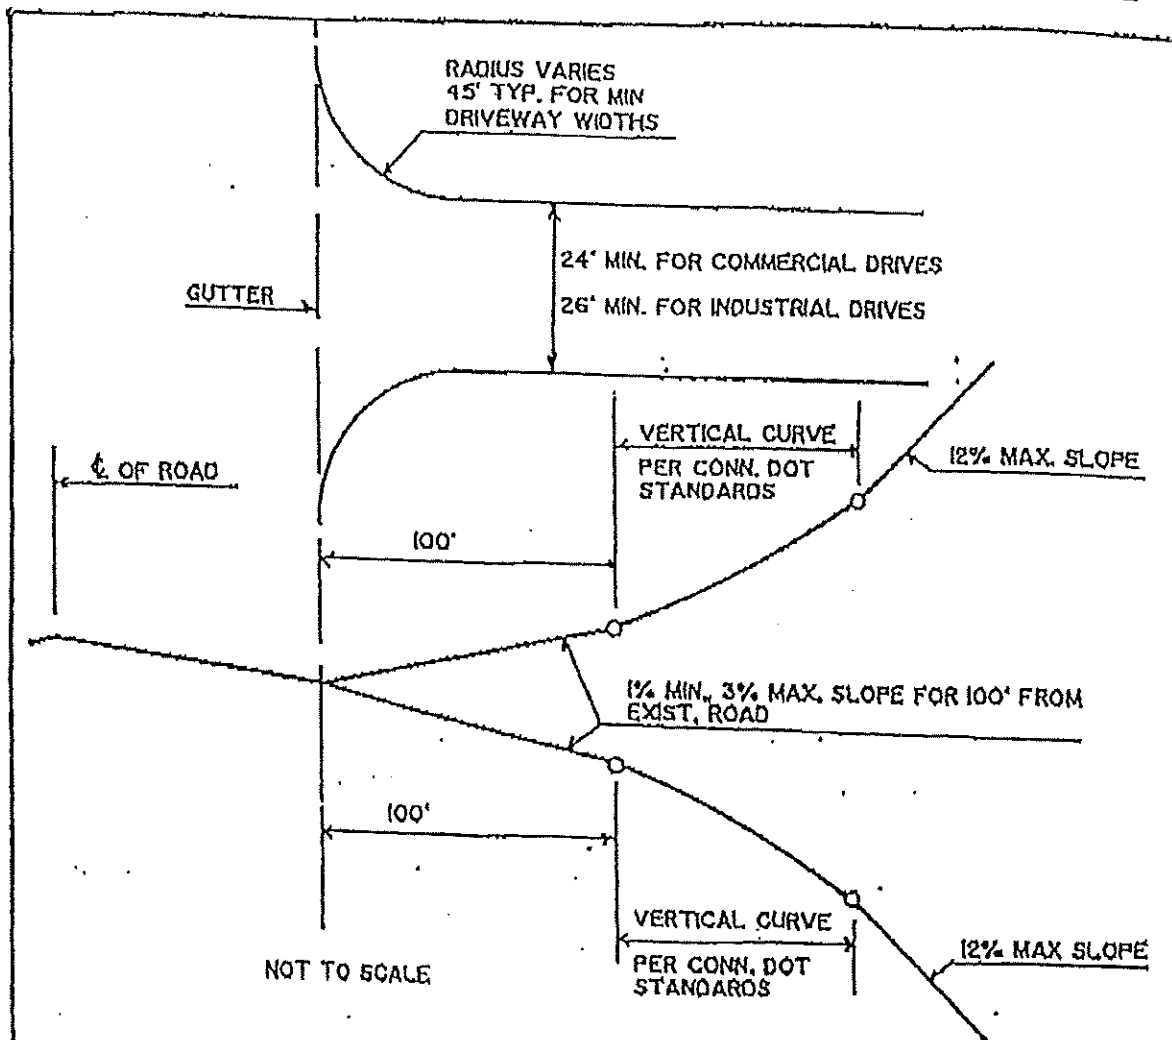 RADIUS VARIES
45' TYP. FOR MIN
DRIVEWAY WIDTHS
24' MIN. FOR COMMERCIAL DRIVES
GUTTER
26' MIN. FOR INDUSTRIAL DRIVES
VERTICAL CURVE
PER CONN. DOT
STANDARDS
12% MAX. SLOPE
℄ OF ROAD
100'
1% MIN., 3% MAX. SLOPE FOR 100' FROM
EXIST. ROAD
100'
VERTICAL CURVE
PER CONN. DOT
STANDARDS
12% MAX SLOPE
NOT TO SCALE